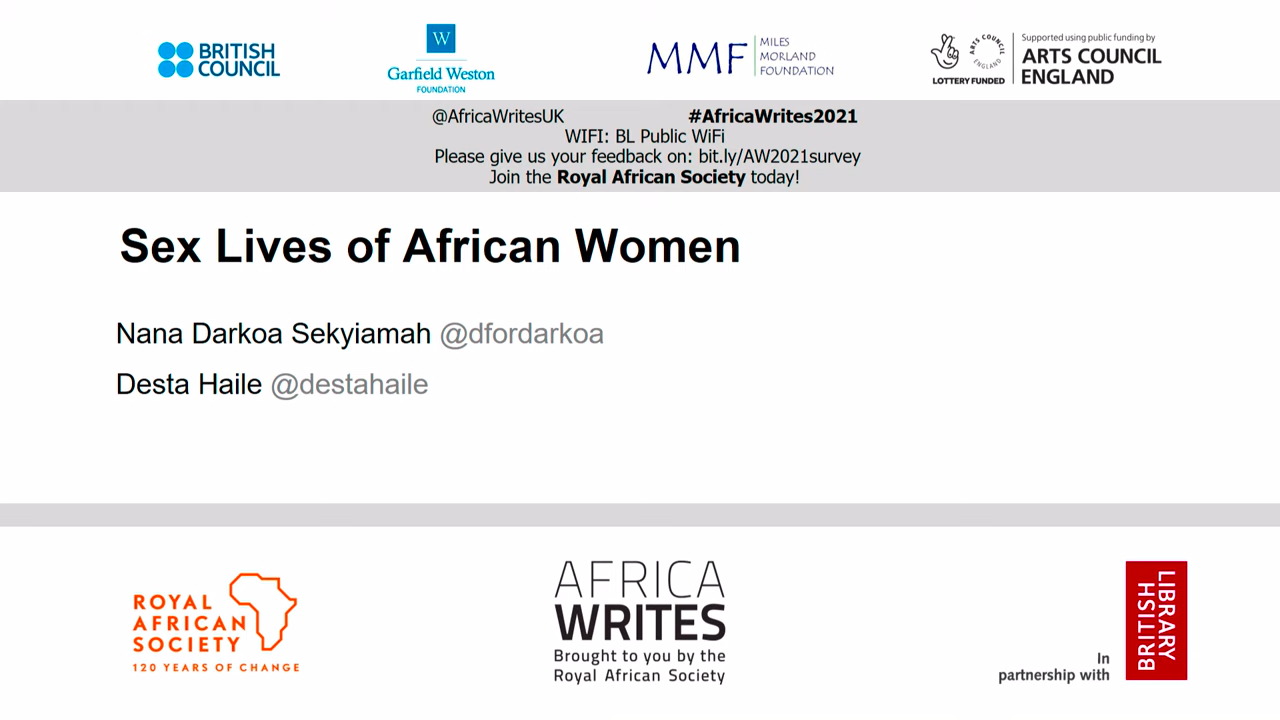 BRITISH
COUNCIL
W
Garfield Weston
FOUNDATION
MMF
MILES
MORLAND
FOUNDATION
LOTTERY FUNDED
ARTS COUNCIL
ENGLAND
Supported using public funding by
ARTS COUNCIL
ENGLAND
@AfricaWritesUK #AfricaWrites2021
WIFI: BL Public WiFi
Please give us your feedback on: bit.ly/AW2021survey
Join the Royal African Society today!
Sex Lives of African Women
Nana Darkoa Sekyiamah @dfordarkoa
Desta Haile @destahaile
ROYAL
AFRICAN
SOCIETY
120 YEARS OF CHANGE
AFRICA
WRITES
Brought to you by the
Royal African Society
In
partnership with
BRITISH
LIBRARY